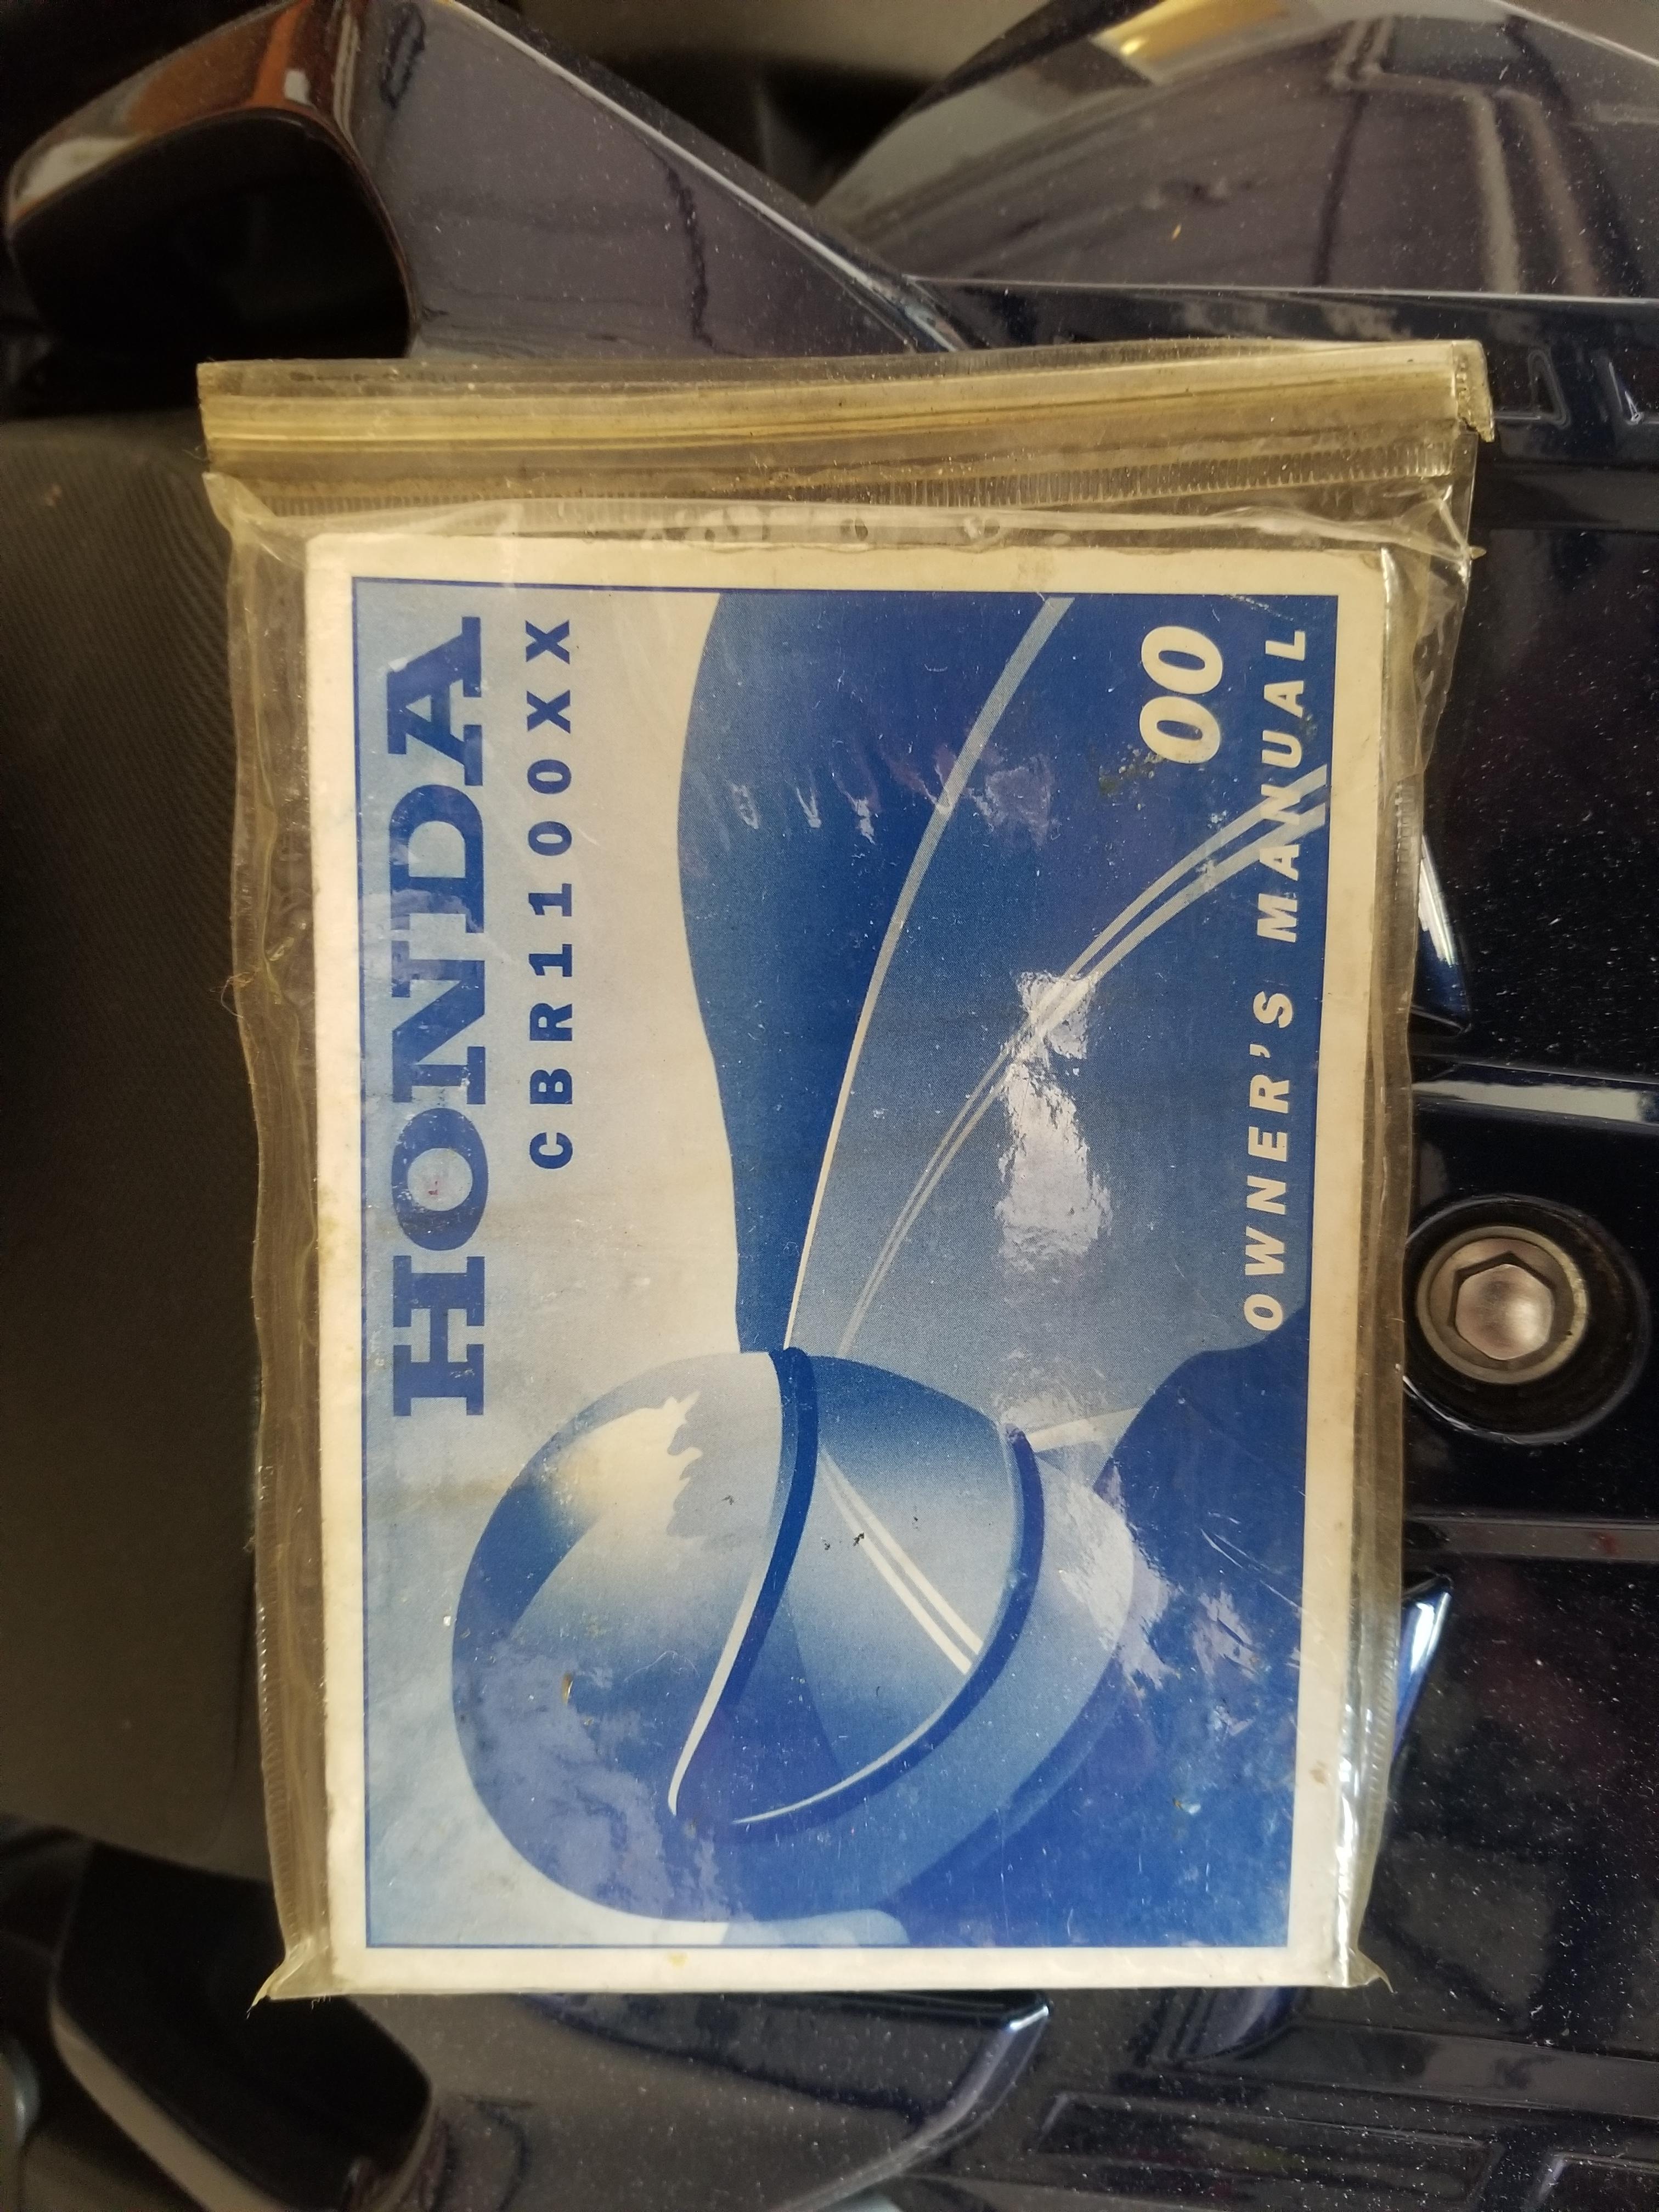 HONDA
CBR1100XX
00
OWNER'S MANUAL